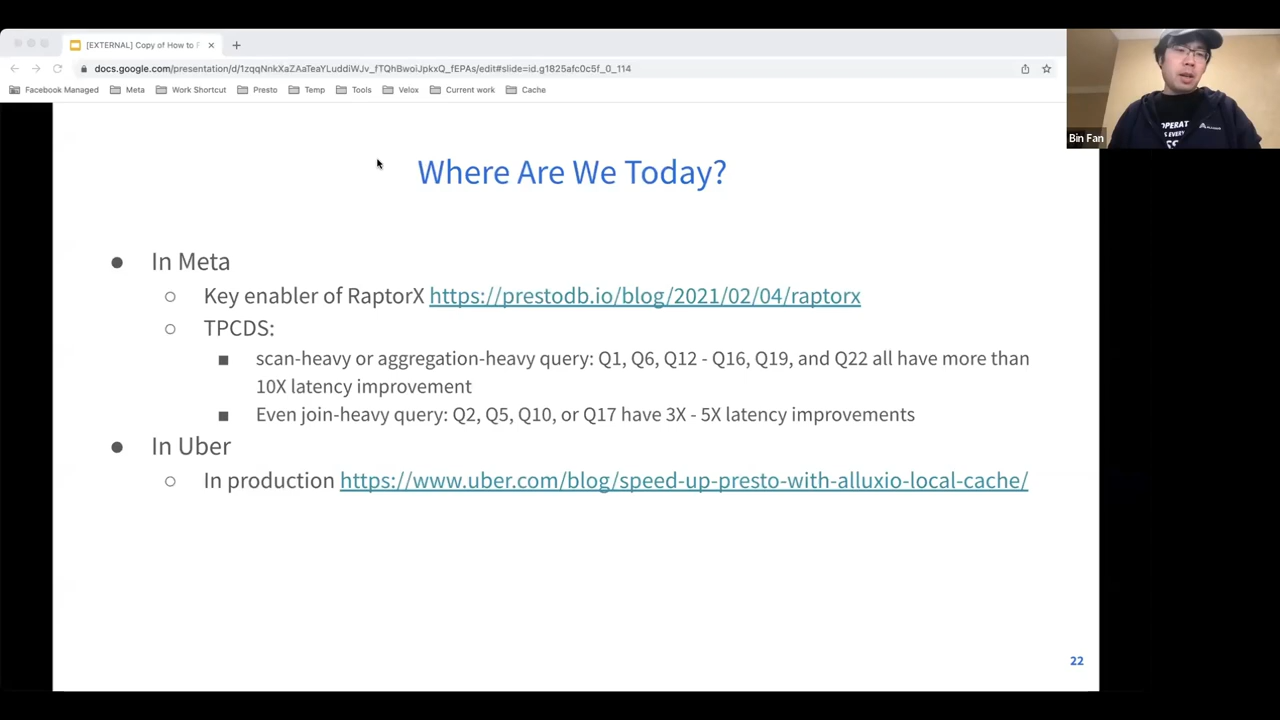 [EXTERNAL] Copy of How to F
docs.google.com/presentation/d/1zqqNnkXaZAaTeaYLuddiWJv_fTQhBwoiJpkxQ_fEPAs/edit#slide=id.g1825afc0c5f_0_114
Facebook Managed Meta Work Shortcut Presto Temp Tools Velox Current work Cache
OPERAT
S EVERY
ALLUXIO
Bin Fan
Where Are We Today?
● In Meta
○ Key enabler of RaptorX https://prestodb.io/blog/2021/02/04/raptorx
○ TPCDS:
■ scan-heavy or aggregation-heavy query: Q1, Q6, Q12 - Q16, Q19, and Q22 all have more than
10X latency improvement
■ Even join-heavy query: Q2, Q5, Q10, or Q17 have 3X - 5X latency improvements
● In Uber
○ In production https://www.uber.com/blog/speed-up-presto-with-alluxio-local-cache/
22